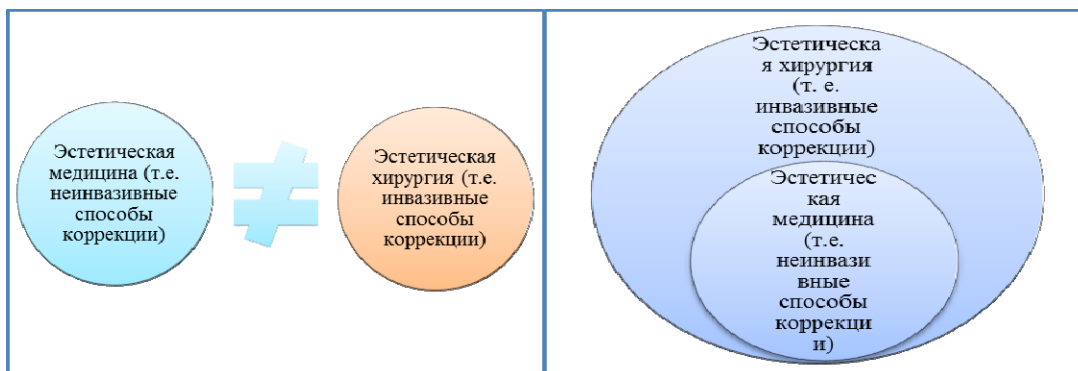 Эстетическая
медицина (т.е.
неинвазивные
способы
коррекции)
≠
Эстетическая
хирургия (т.е.
инвазивные
способы
коррекции)
Эстетическа
я хирургия
(т. е.
инвазивные
способы
коррекции)
Эстетичес
кая
медицина
(т.е.
неинвази
вные
способы
коррекци
и)